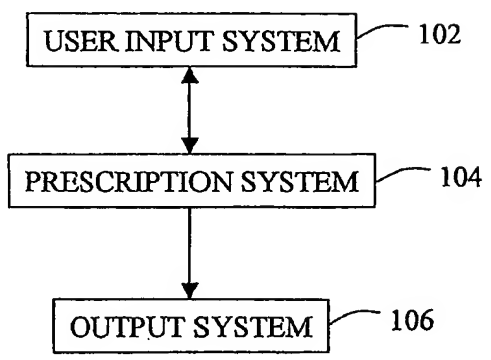 USER INPUT SYSTEM 102
PRESCRIPTION SYSTEM 104
OUTPUT SYSTEM 106